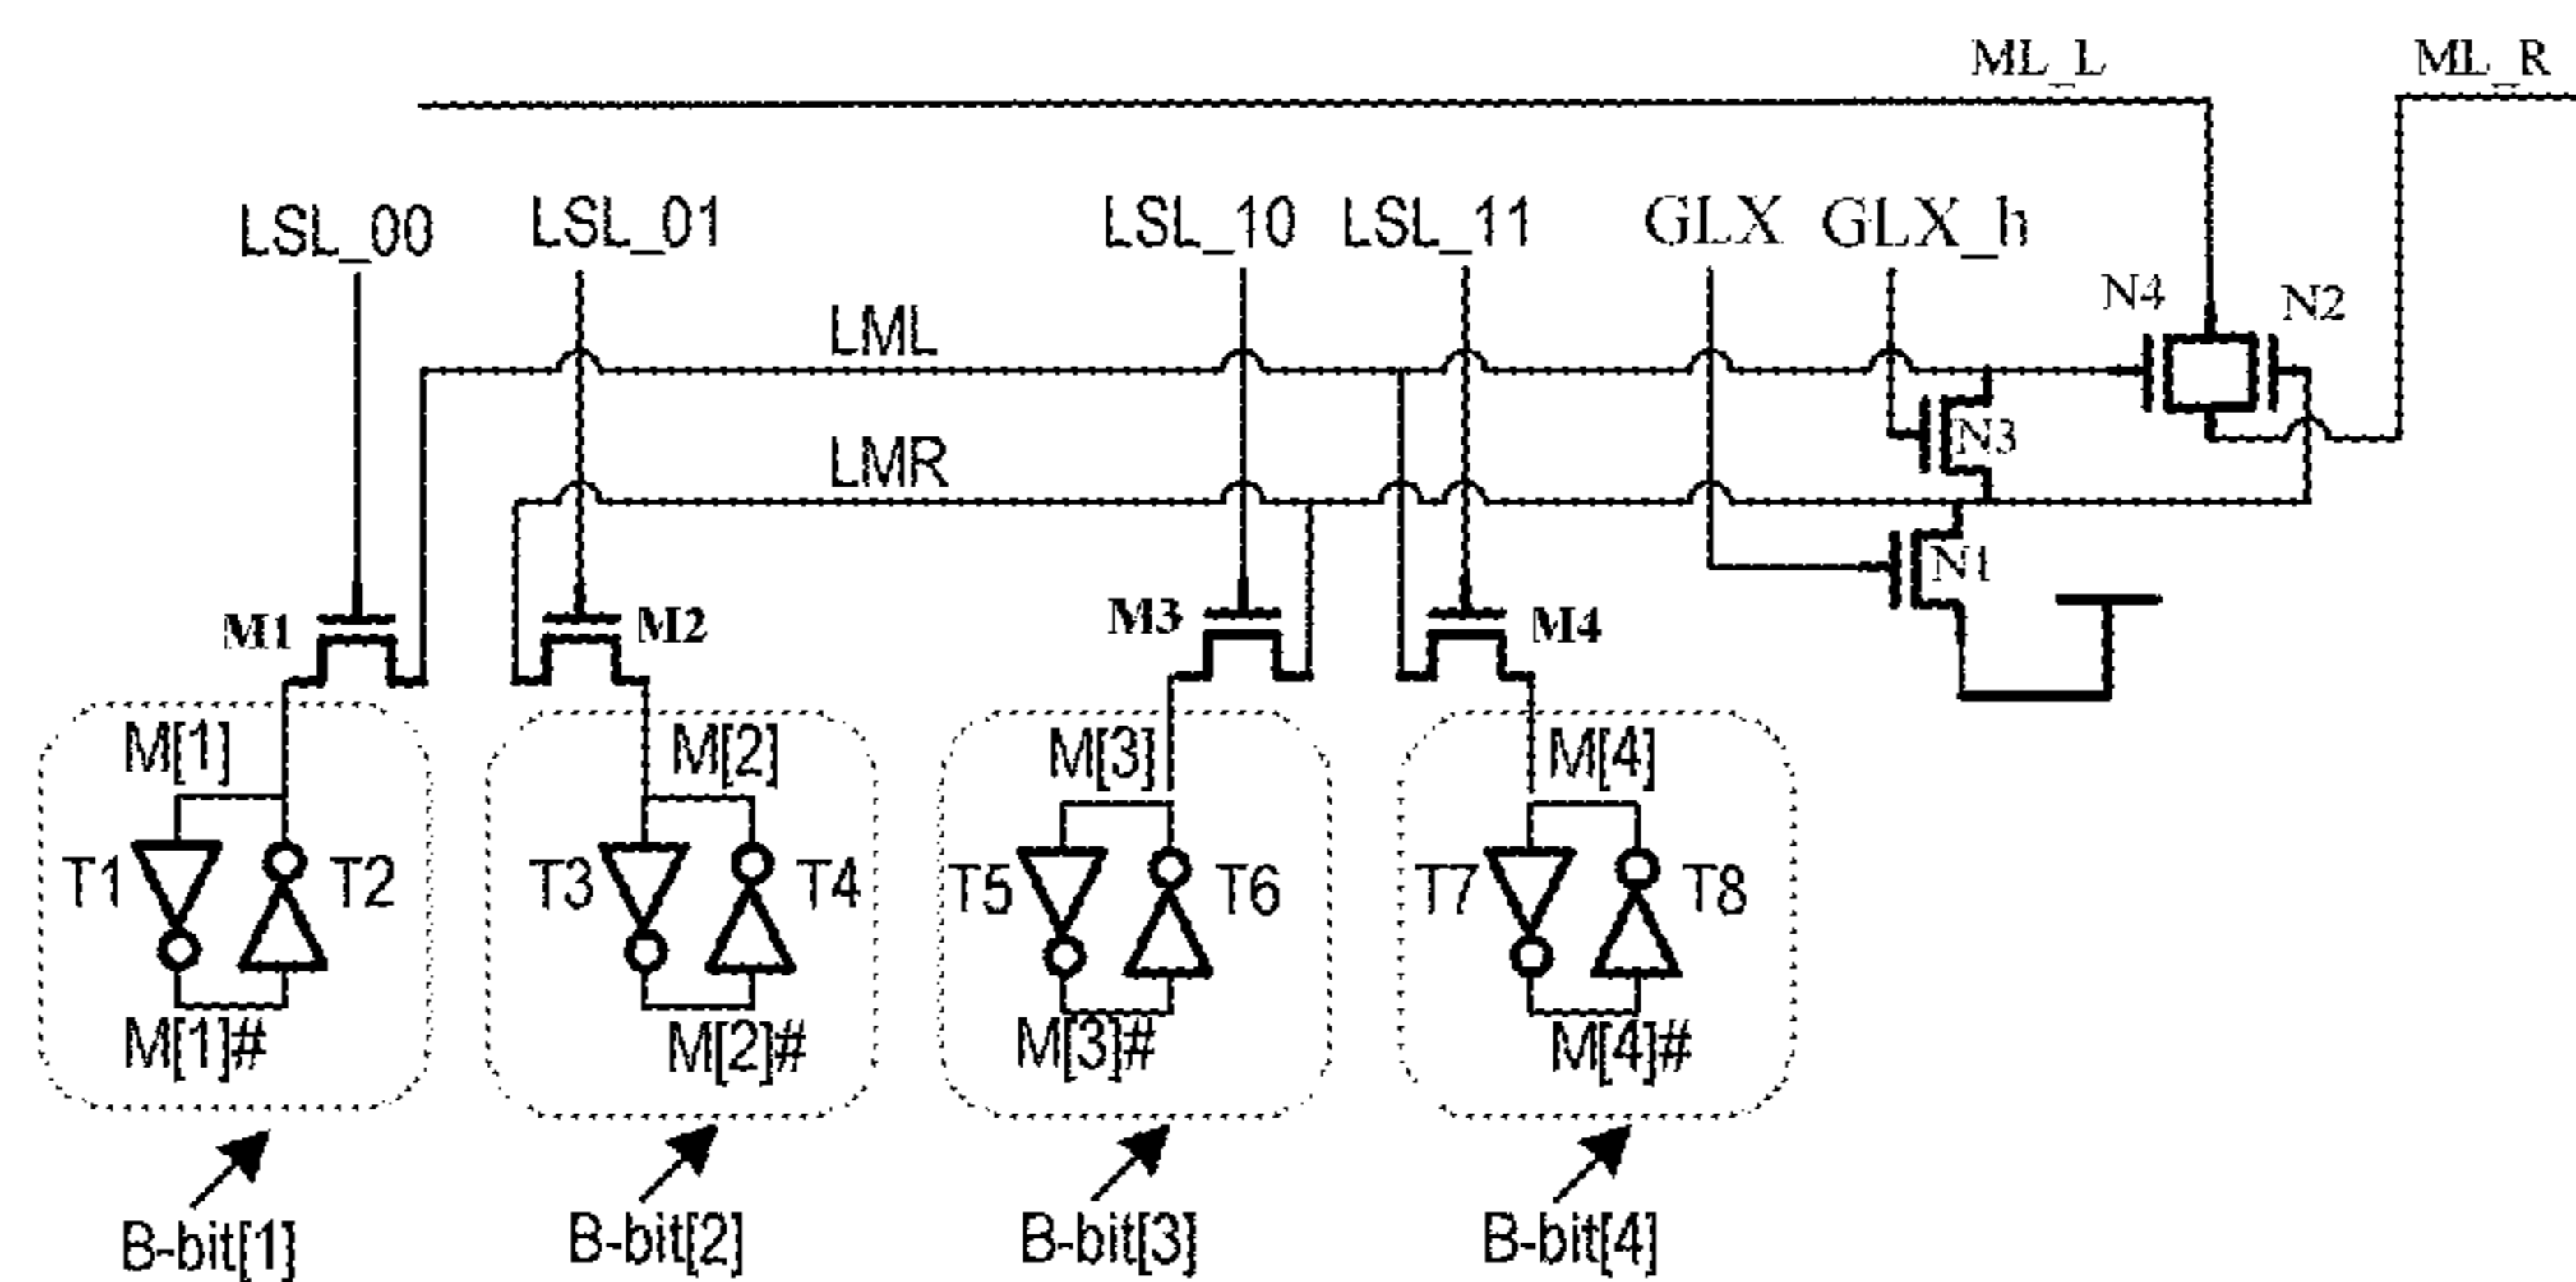 ML_L ML_R
LSL_00 LSL_01 LSL_10 LSL_11 GLX GLX_h
N4 N2
LML
N3
LMR
N1
M1 M2 M3 M4
M[1] M[2] M[3] M[4]
T1 T2 T3 T4 T5 T6 T7 T8
M[1]# M[2]# M[3]# M[4]#
B-bit[1] B-bit[2] B-bit[3] B-bit[4]